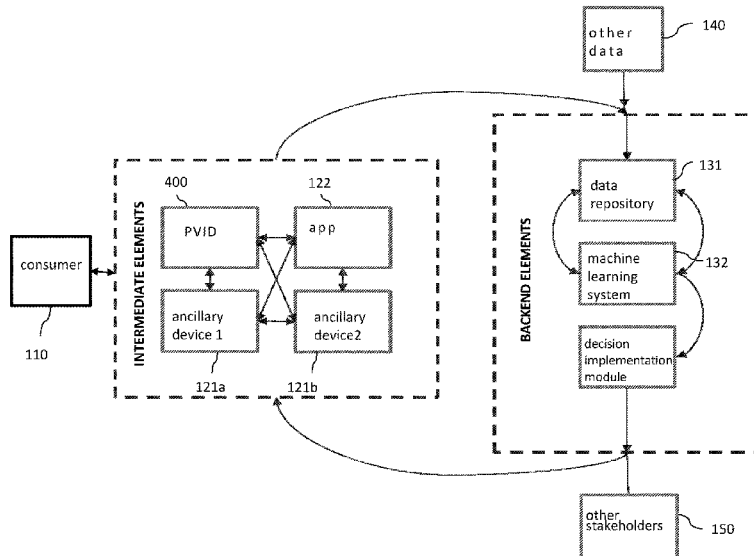 other
data
140
400
122
131
PVID
app
data
repository
consumer
INTERMEDIATE ELEMENTS
BACKEND ELEMENTS
machine
learning
system
132
ancillary
device 1
ancillary
device2
110
decision
implementation
module
121a
121b
other
stakeholders
150